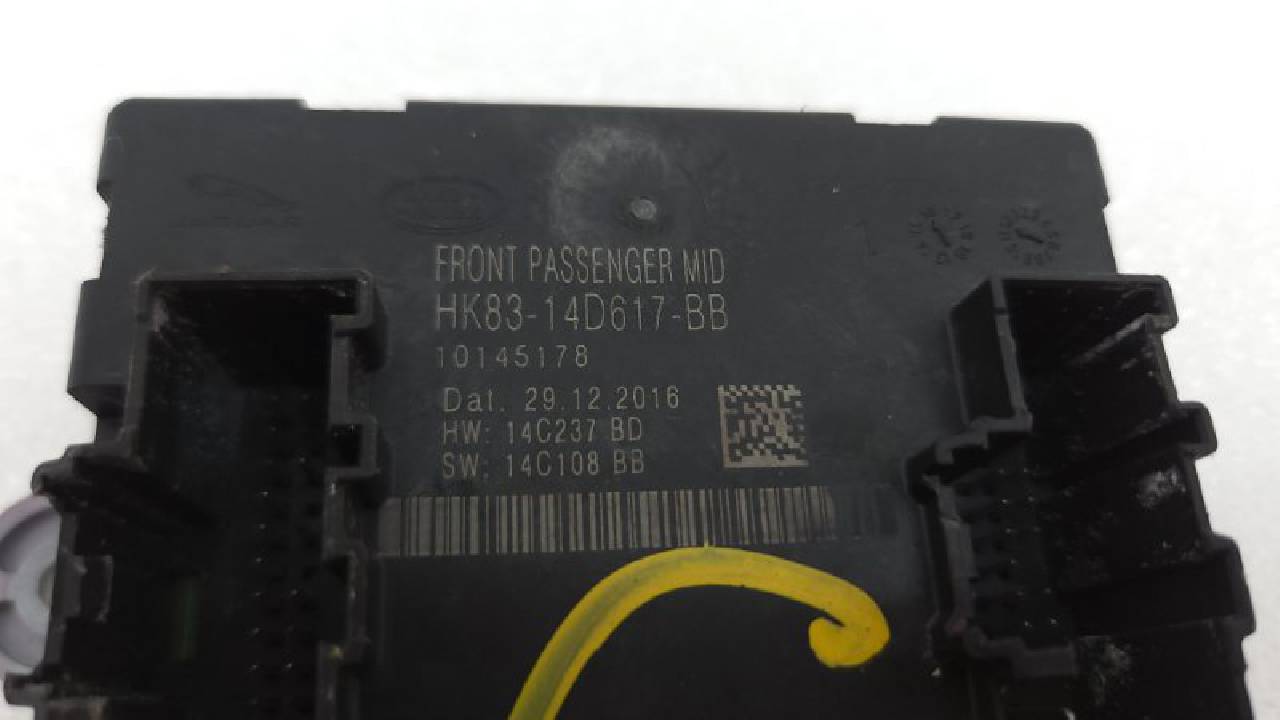 FRONT PASSENGER MID
HK83-14D617-BB
10145178
Dat. 29.12.2016
HW: 14C237 BD
SW: 14C108 BB